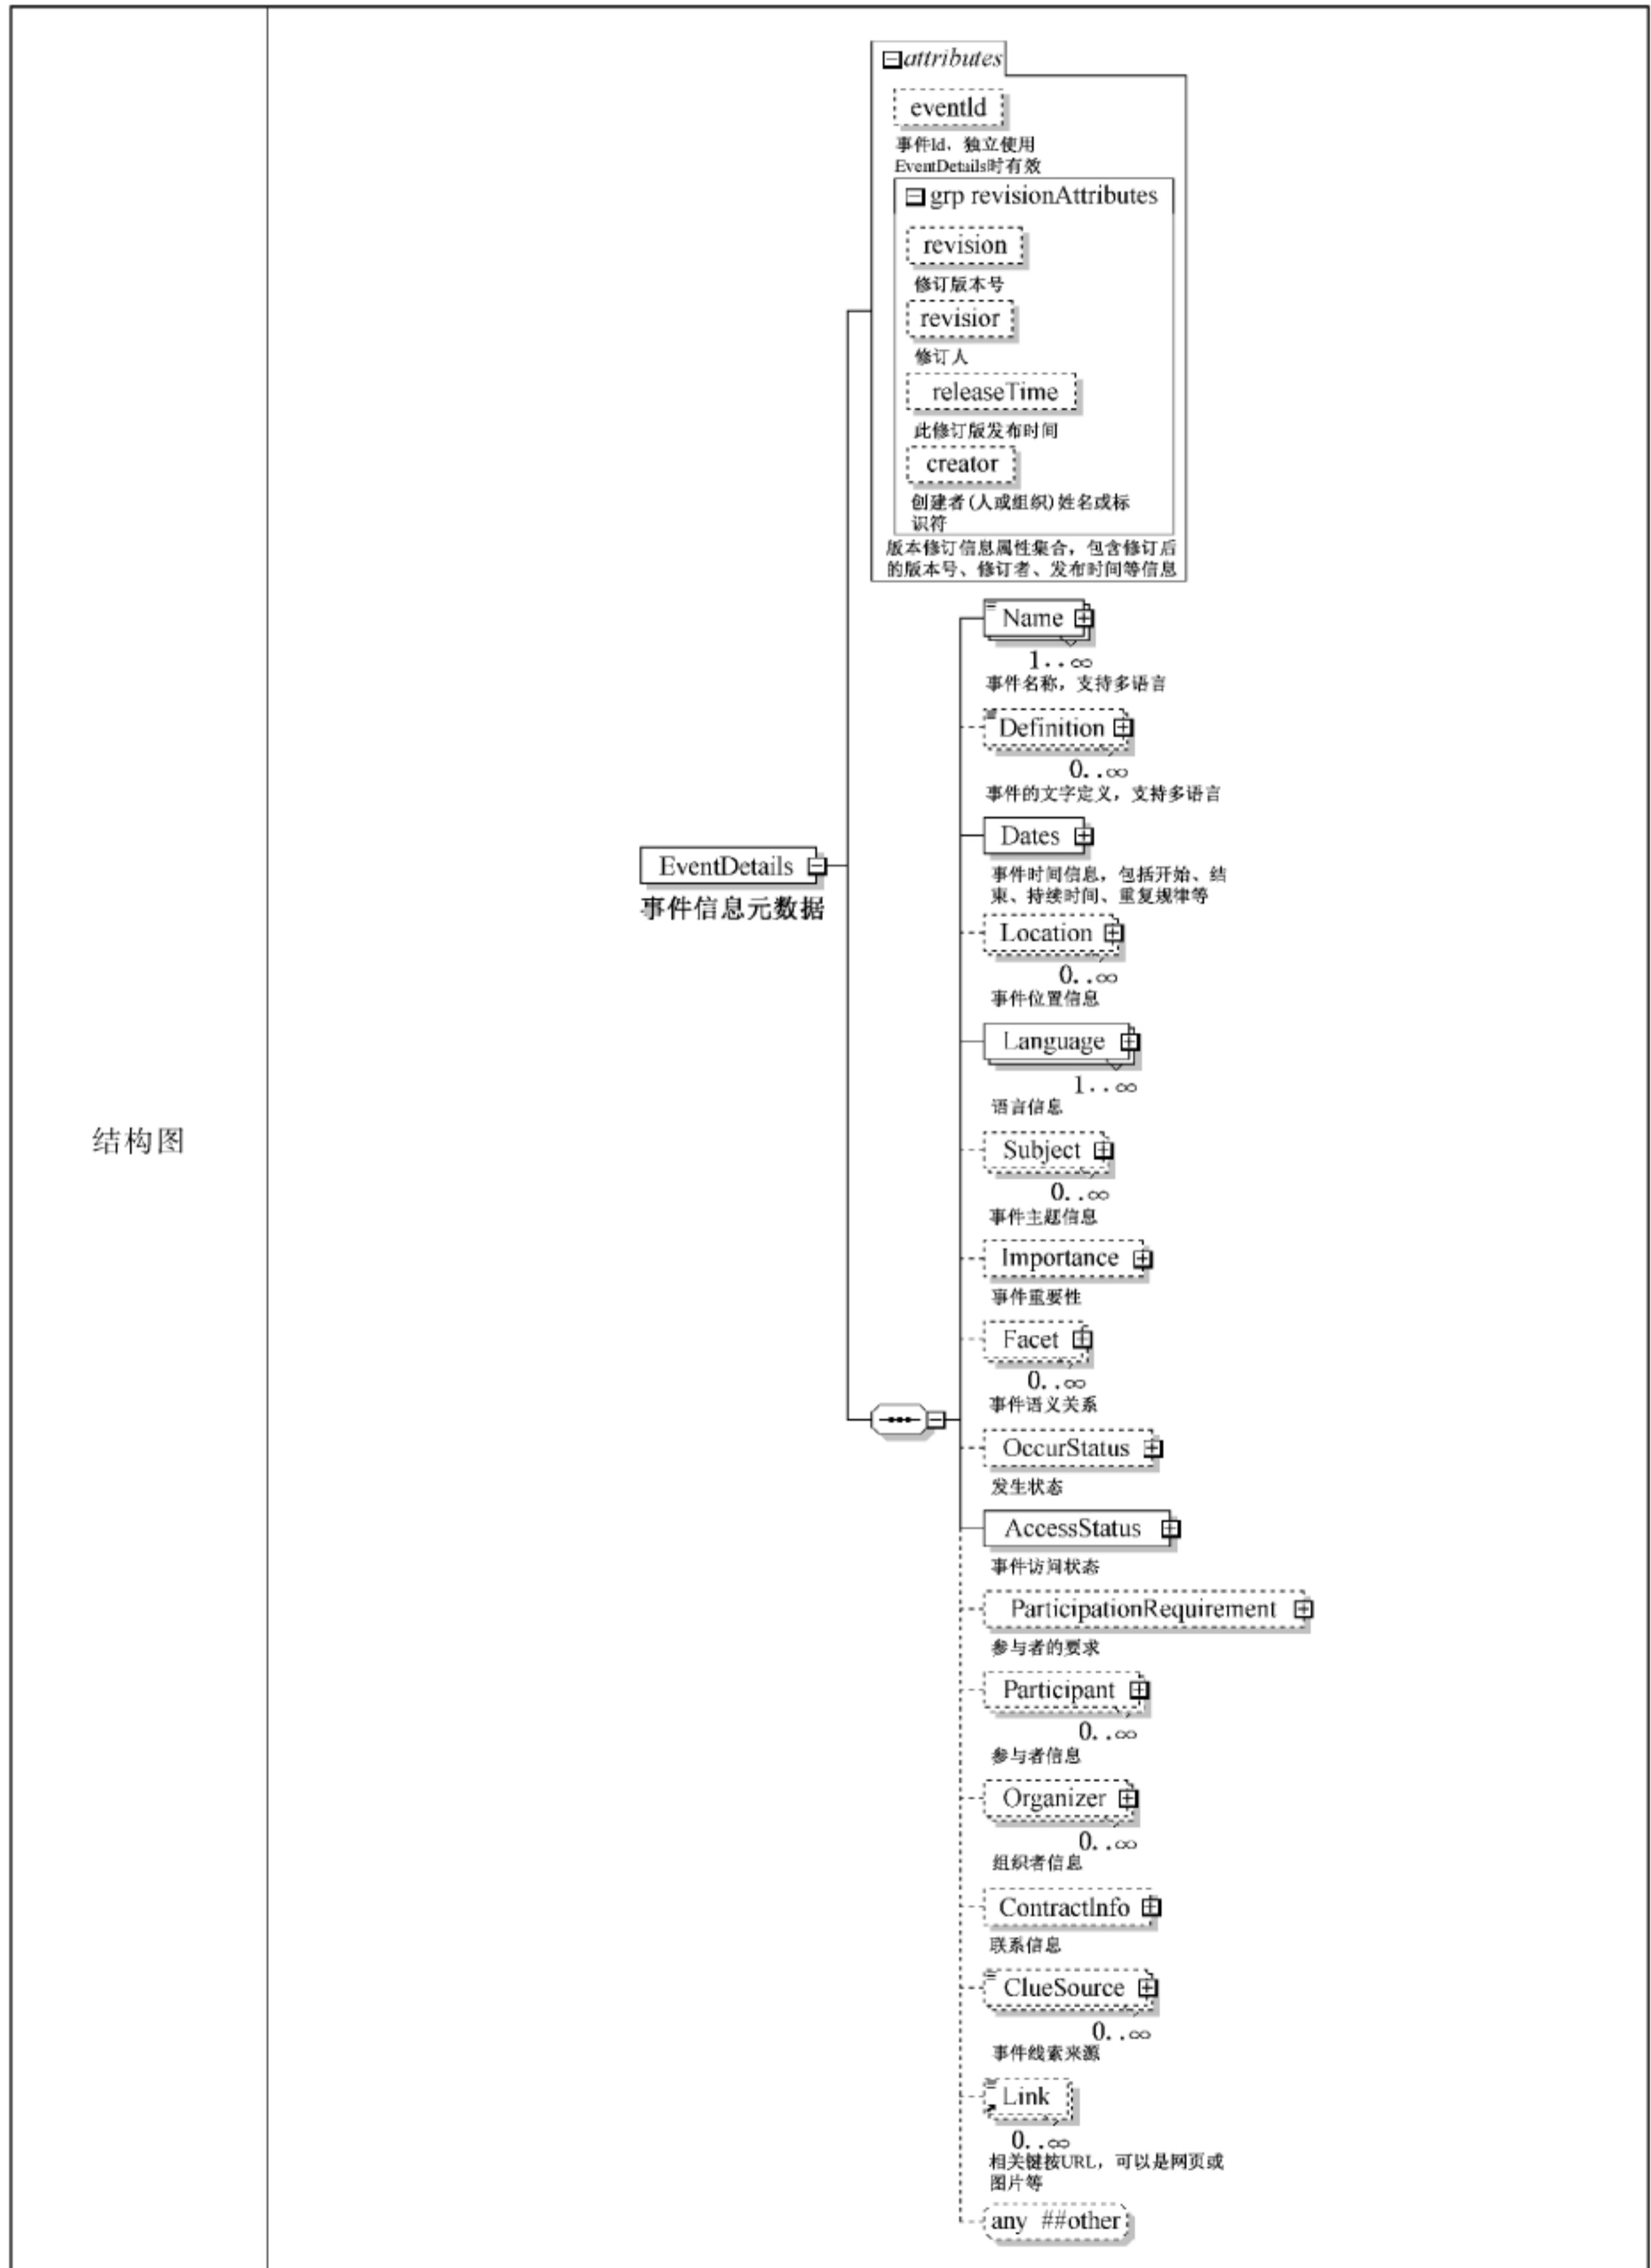 结构图
attributes
eventId
事件Id，独立使用
EventDetails时有效
grp revisionAttributes
revision
修订版本号
revisior
修订人
releaseTime
此修订版发布时间
creator
创建者(人或组织)姓名或标
识符
版本修订信息属性集合，包含修订后
的版本号、修订者、发布时间等信息
EventDetails
事件信息元数据
Name
1..∞
事件名称，支持多语言
Definition
0..∞
事件的文字定义，支持多语言
Dates
事件时间信息，包括开始、结
束、持续时间、重复规律等
Location
0..∞
事件位置信息
Language
1..∞
语言信息
Subject
0..∞
事件主题信息
Importance
事件重要性
Facet
0..∞
事件语义关系
OccurStatus
发生状态
AccessStatus
事件访问状态
ParticipationRequirement
参与者的要求
Participant
0..∞
参与者信息
Organizer
0..∞
组织者信息
ContractInfo
联系信息
ClueSource
0..∞
事件线索来源
Link
0..∞
相关键接URL，可以是网页或
图片等
any ##other